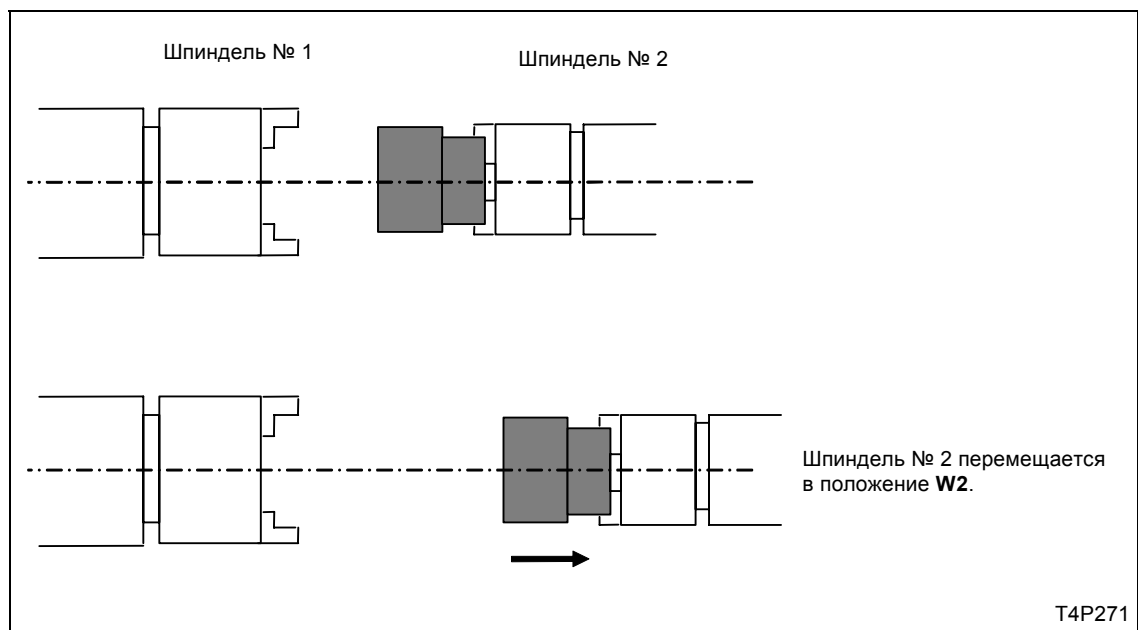 Шпиндель № 1
Шпиндель № 2
Шпиндель № 2 перемещается
в положение W2.
T4P271